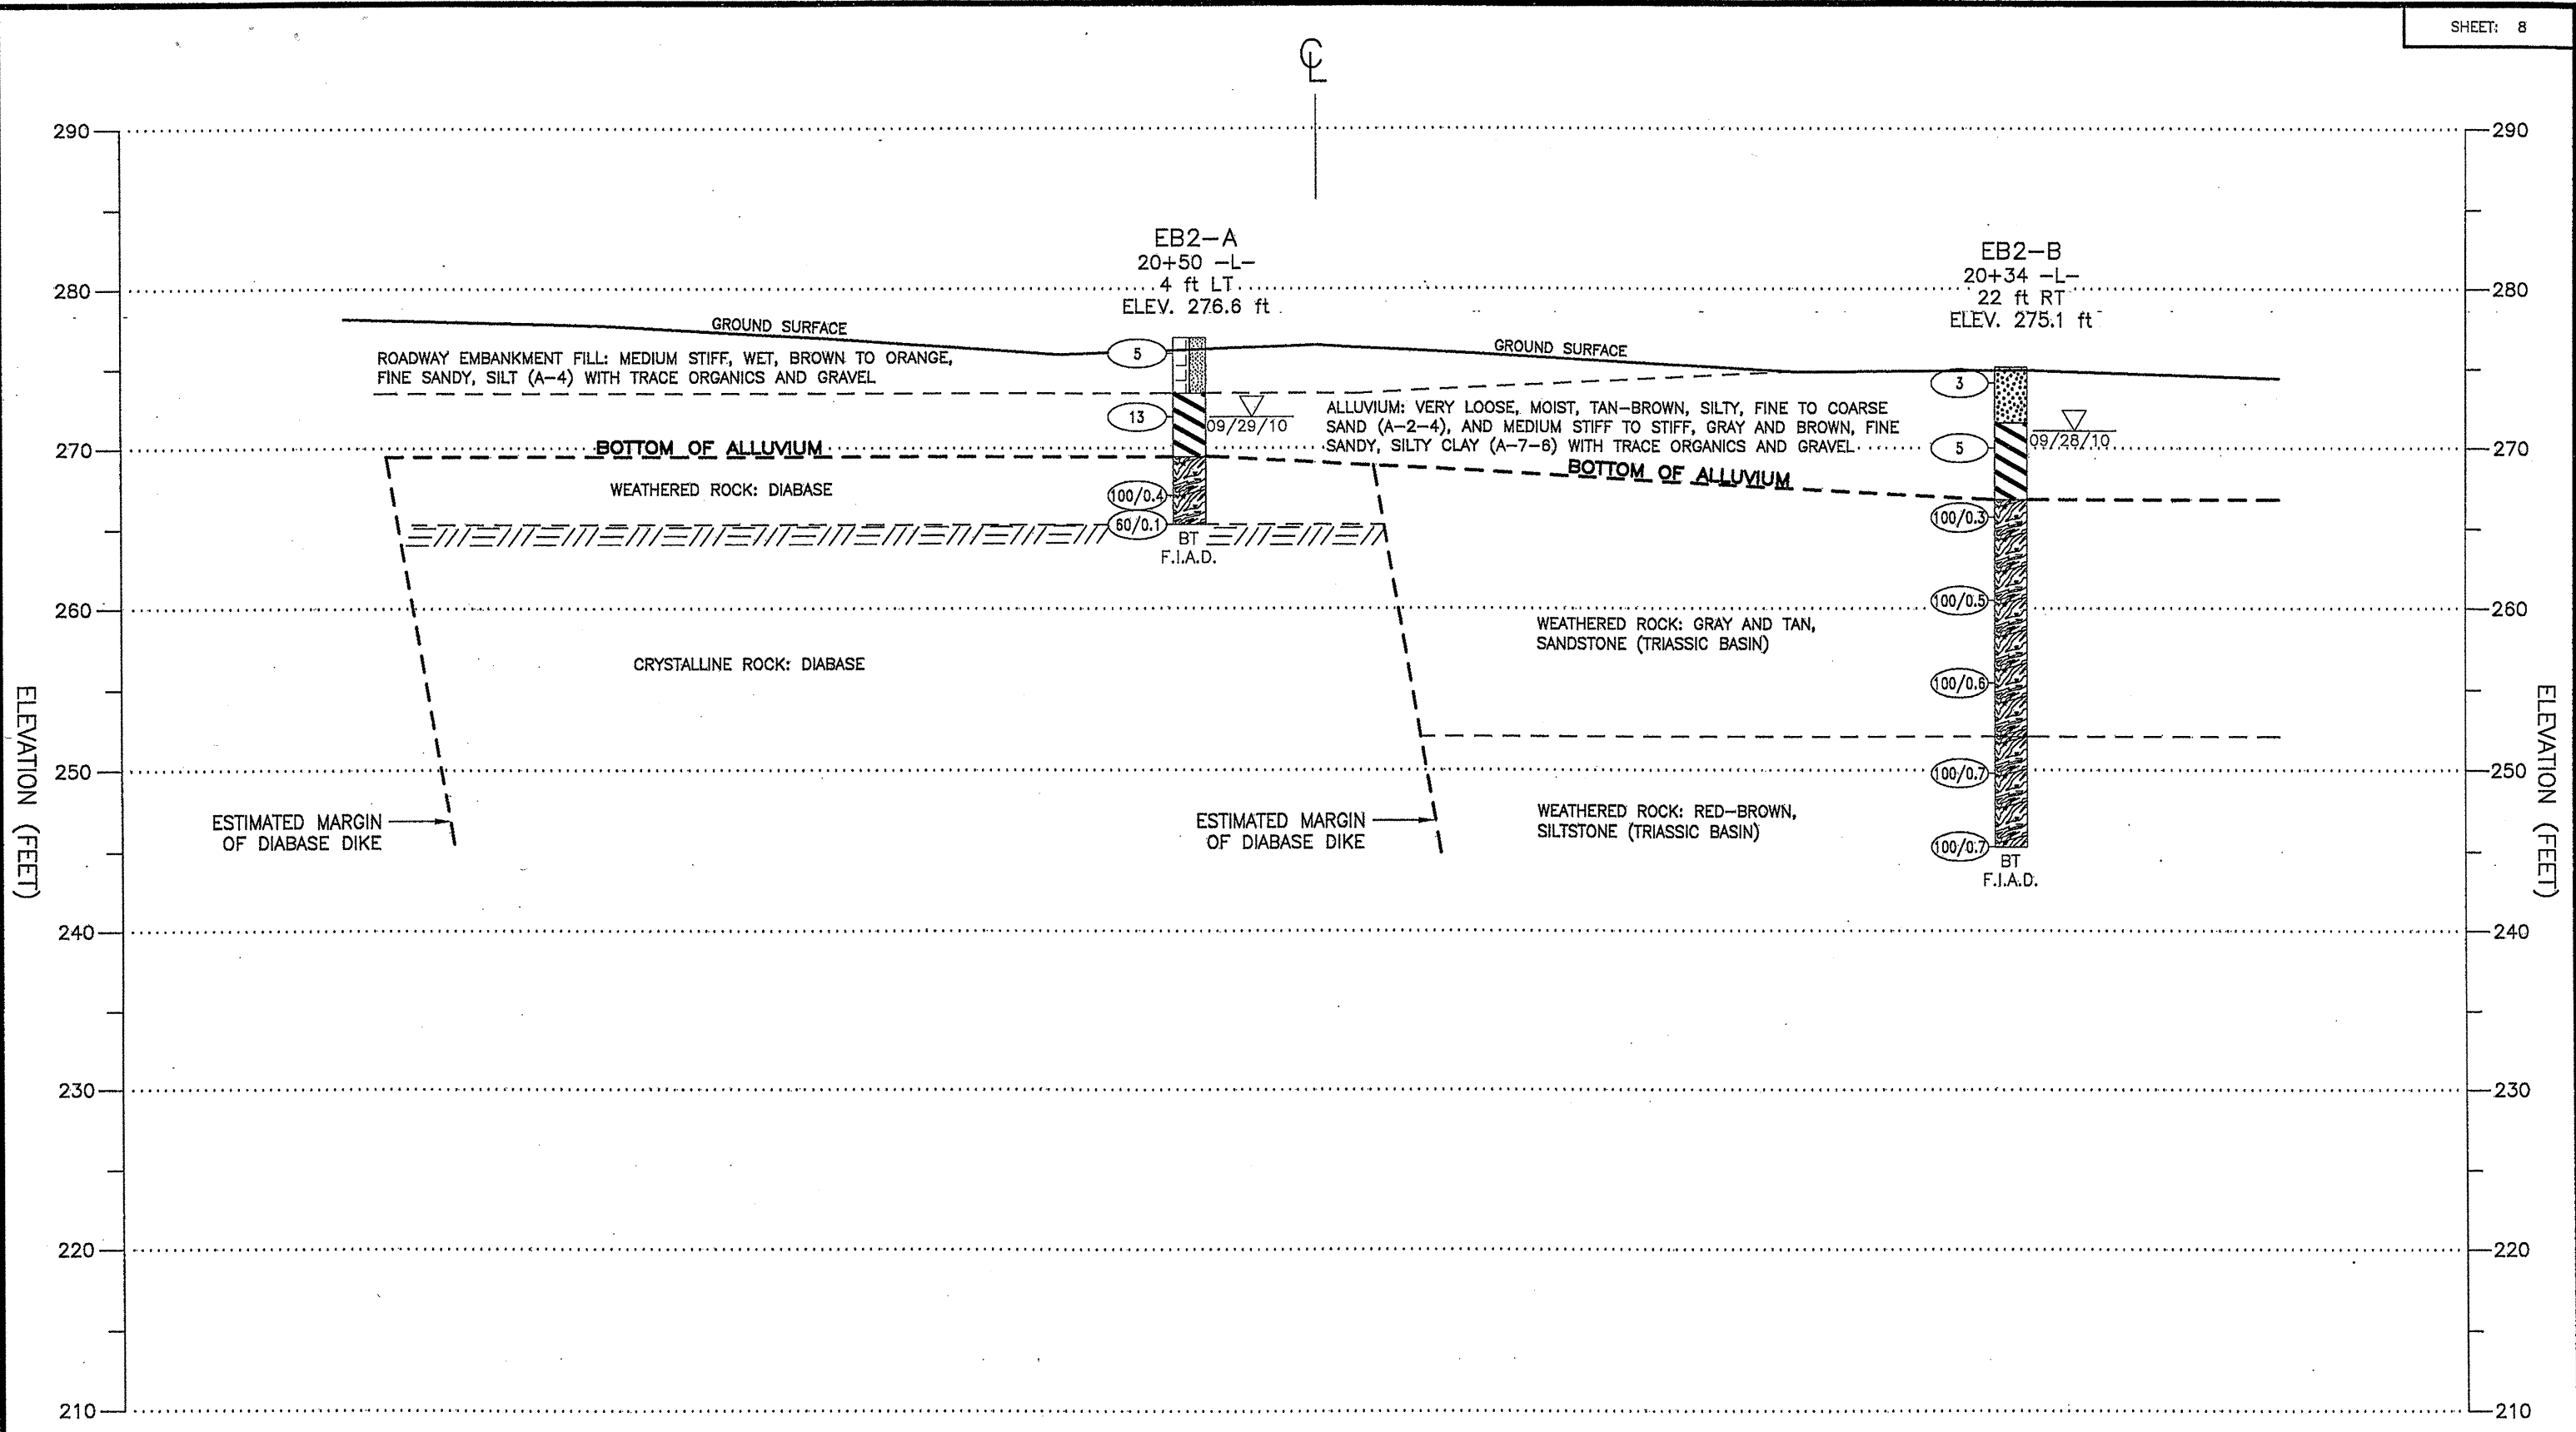 SHEET: 8
CL
290
290
EB2-A
20+50 -L-
4 ft LT
ELEV. 276.6 ft
EB2-B
20+34 -L-
22 ft RT
ELEV. 275.1 ft
280
280
GROUND SURFACE
GROUND SURFACE
ROADWAY EMBANKMENT FILL: MEDIUM STIFF, WET, BROWN TO ORANGE,
FINE SANDY, SILT (A-4) WITH TRACE ORGANICS AND GRAVEL
5
3
13
09/29/10
ALLUVIUM: VERY LOOSE, MOIST, TAN-BROWN, SILTY, FINE TO COARSE
SAND (A-2-4), AND MEDIUM STIFF TO STIFF, GRAY AND BROWN, FINE
SANDY, SILTY CLAY (A-7-6) WITH TRACE ORGANICS AND GRAVEL
5
09/28/10
270
270
BOTTOM OF ALLUVIUM
BOTTOM OF ALLUVIUM
WEATHERED ROCK: DIABASE
100/0.4
60/0.1
BT
F.I.A.D.
100/0.3
260
260
100/0.5
WEATHERED ROCK: GRAY AND TAN,
SANDSTONE (TRIASSIC BASIN)
CRYSTALLINE ROCK: DIABASE
100/0.6
ELEVATION (FEET)
ELEVATION (FEET)
250
250
100/0.7
ESTIMATED MARGIN
OF DIABASE DIKE
ESTIMATED MARGIN
OF DIABASE DIKE
WEATHERED ROCK: RED-BROWN,
SILTSTONE (TRIASSIC BASIN)
100/0.7
BT
F.I.A.D.
240
240
230
230
220
220
210
210